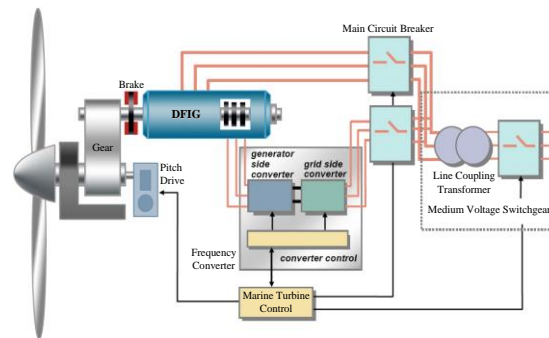 Main Circuit Breaker
Brake
DFIG
Gear
Pitch
Drive
generator
side
converter
grid side
converter
Line Coupling
Transformer
Medium Voltage Switchgear
Frequency
Converter
converter control
Marine Turbine
Control